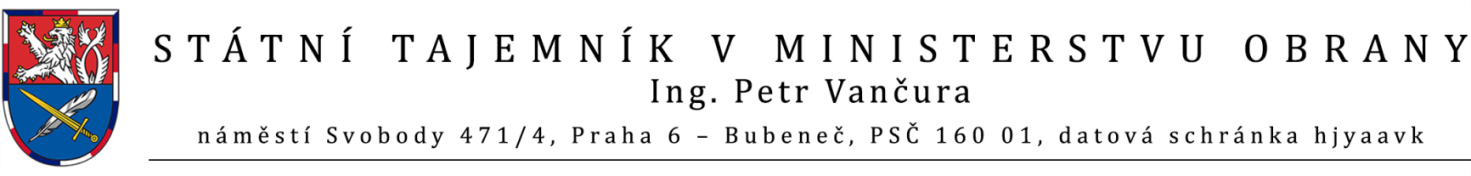 STÁTNÍ TAJEMNÍK V MINISTERSTVU OBRANY
Ing. Petr Vančura
náměstí Svobody 471/4, Praha 6 – Bubeneč, PSČ 160 01, datová schránka hjyaavk